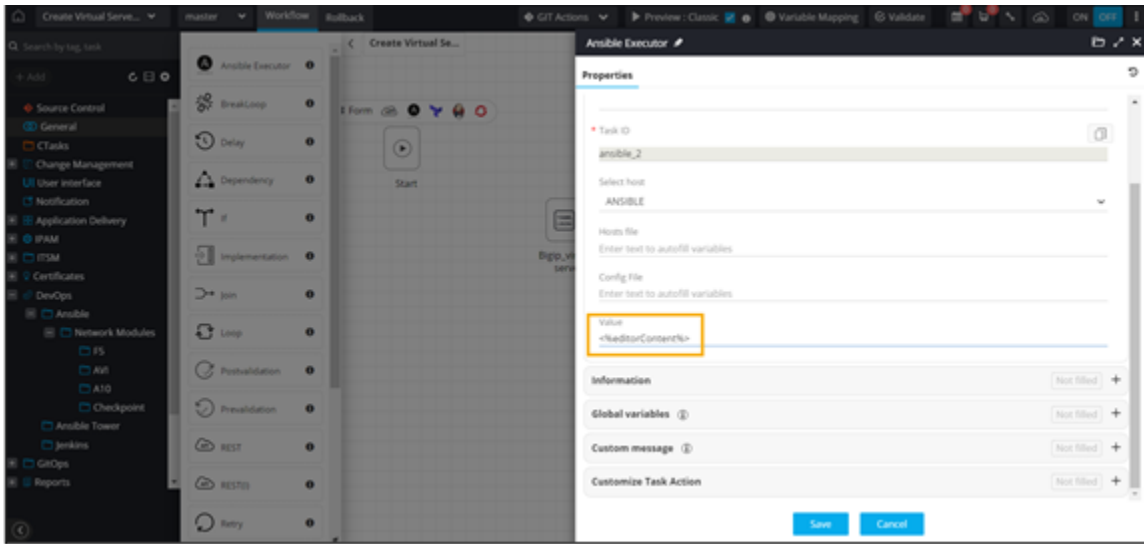 Create Virtual Serve...
master
Workflow
Rollback
GIT Actions
Preview : Classic
Variable Mapping
Validate
ON OFF
Search by tag, task
+ Add
Source Control
General
CTasks
Change Management
User interface
Notification
Application Delivery
IPAM
ITSM
Certificates
DevOps
Ansible
Network Modules
F5
AVI
A10
Checkpoint
Ansible Tower
Jenkins
GitOps
Reports
Ansible Executor
BreakLoop
Delay
Dependency
If
Implementation
Join
Loop
Postvalidation
Prevalidation
REST
REST(I)
Retry
Create Virtual Se...
Form
Start
Bigip_vi
serv
Ansible Executor
Properties
* Task ID
ansible_2
Select host
ANSIBLE
Hosts file
Enter text to autofill variables
Config File
Enter text to autofill variables
Value
<%editorContent%>
Information Not filled +
Global variables Not filled +
Custom message Not filled +
Customize Task Action Not filled +
Save Cancel